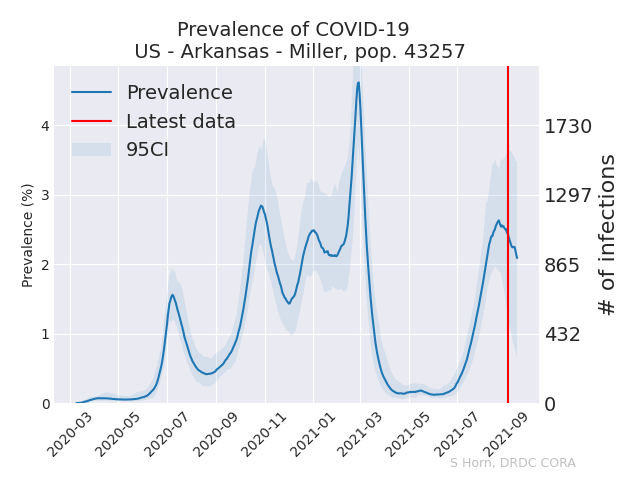 Prevalence of COVID-19
US - Arkansas - Miller, pop. 43257
Prevalence
Latest data
95CI
Prevalence (%)
4
3
2
1
0
1730
1297
865
432
0
# of infections
2020-03
2020-05
2020-07
2020-09
2020-11
2021-01
2021-03
2021-05
2021-07
2021-09
S Horn, DRDC CORA